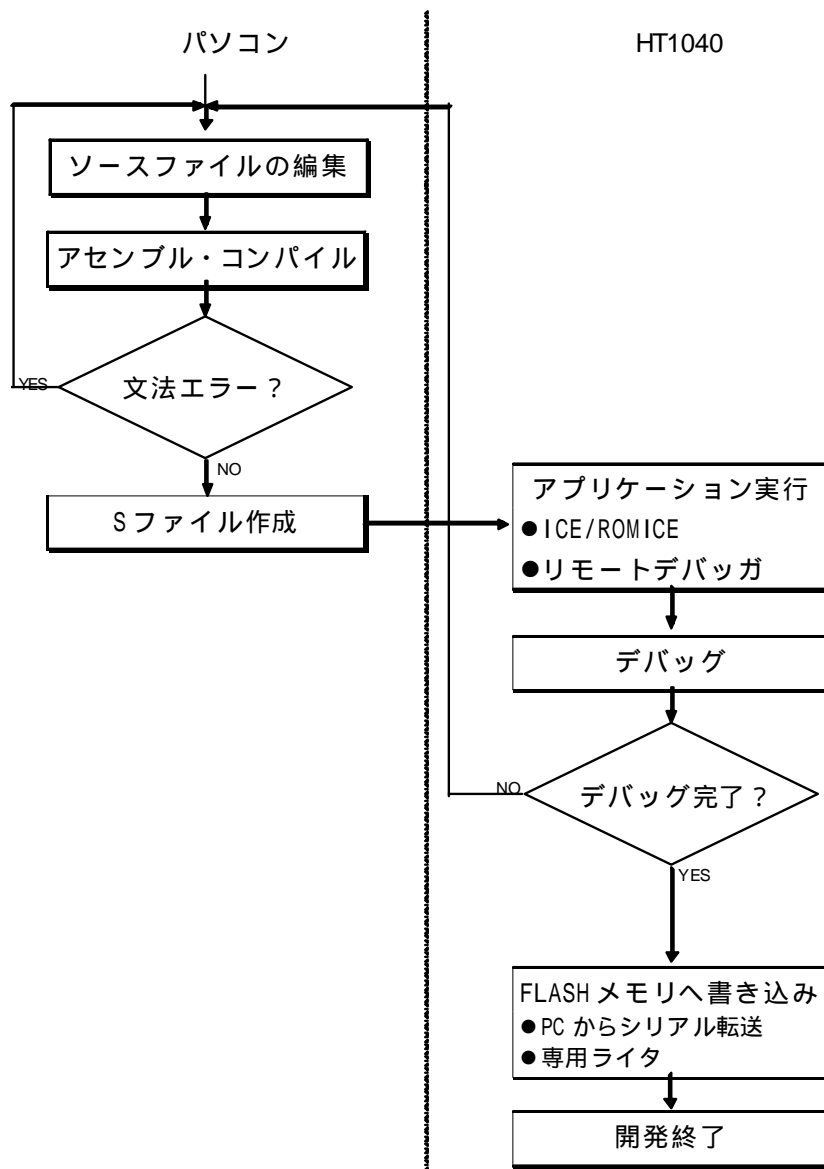 パソコン
HT1040
ソースファイルの編集
アセンブル・コンパイル
文法エラー？
YES
NO
Sファイル作成
アプリケーション実行
●ICE/ROMICE
●リモートデバッガ
デバッグ
デバッグ完了？
NO
YES
FLASHメモリへ書き込み
●PCからシリアル転送
●専用ライタ
開発終了